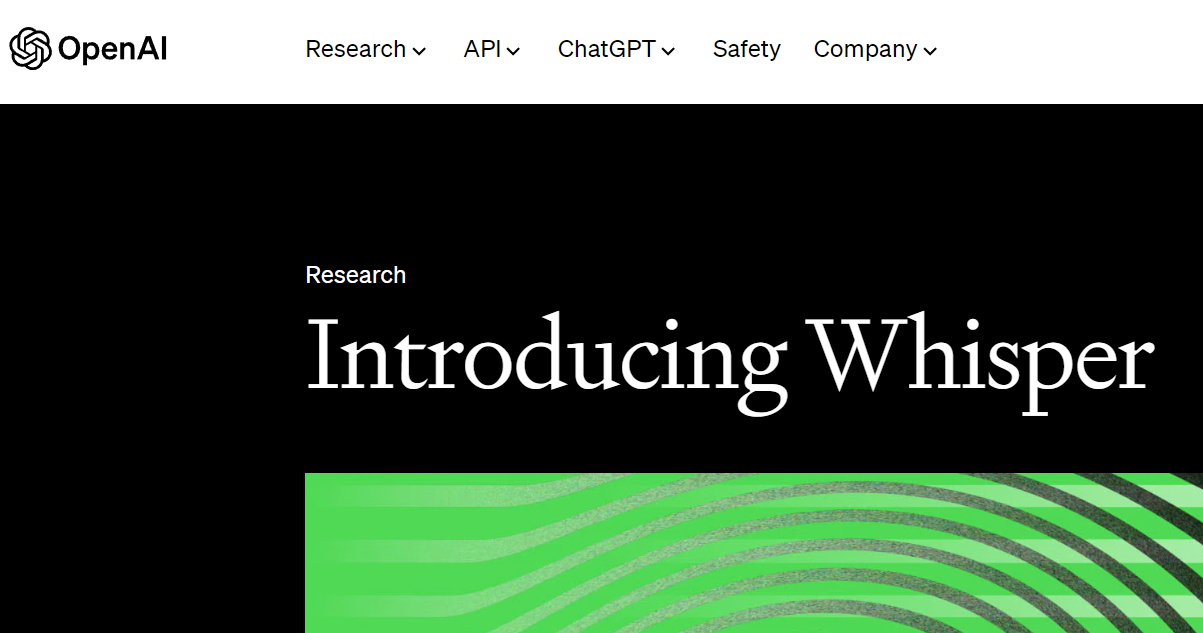 OpenAI Research API ChatGPT Safety Company
Research
Introducing Whisper